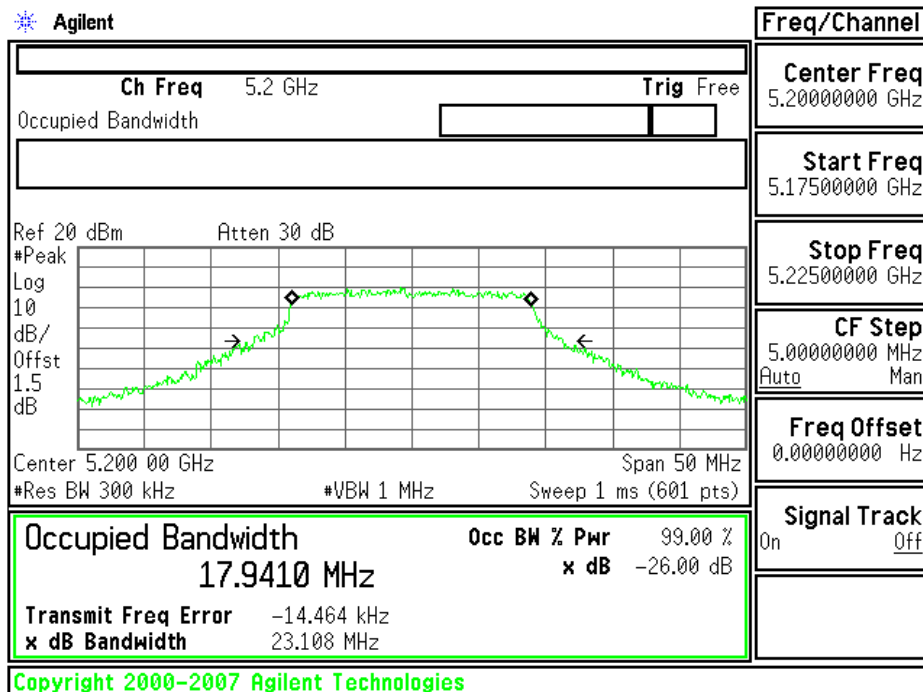 Agilent
Freq/Channel
Ch Freq 5.2 GHz Trig Free
Occupied Bandwidth
Center Freq
5.20000000 GHz
Start Freq
5.17500000 GHz
Stop Freq
5.22500000 GHz
CF Step
5.00000000 MHz
Auto Man
Freq Offset
0.00000000 Hz
Signal Track
On Off
Ref 20 dBm Atten 30 dB
#Peak
Log
10
dB/
Offst
1.5
dB
Center 5.200 00 GHz Span 50 MHz
#Res BW 300 kHz #VBW 1 MHz Sweep 1 ms (601 pts)
Occupied Bandwidth Occ BW % Pwr 99.00 %
17.9410 MHz x dB -26.00 dB
Transmit Freq Error -14.464 kHz
x dB Bandwidth 23.108 MHz
Copyright 2000-2007 Agilent Technologies